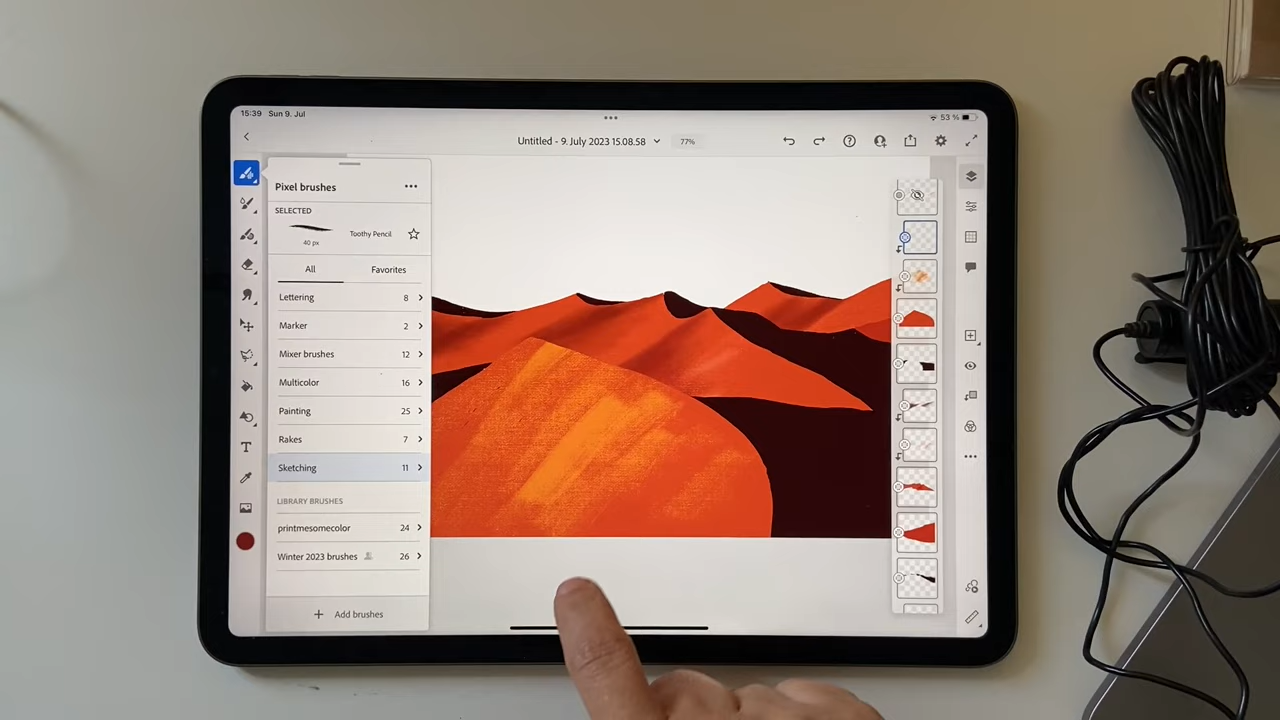 15:39 Sun 9. Jul
53 %
Untitled - 9. July 2023 15.08.58
77%
Pixel brushes
SELECTED
Toothy Pencil
40 px
All Favorites
Lettering 8
Marker 2
Mixer brushes 12
Multicolor 16
Painting 25
Rakes 7
Sketching 11
LIBRARY BRUSHES
printmesomecolor 24
Winter 2023 brushes 26
+ Add brushes
T